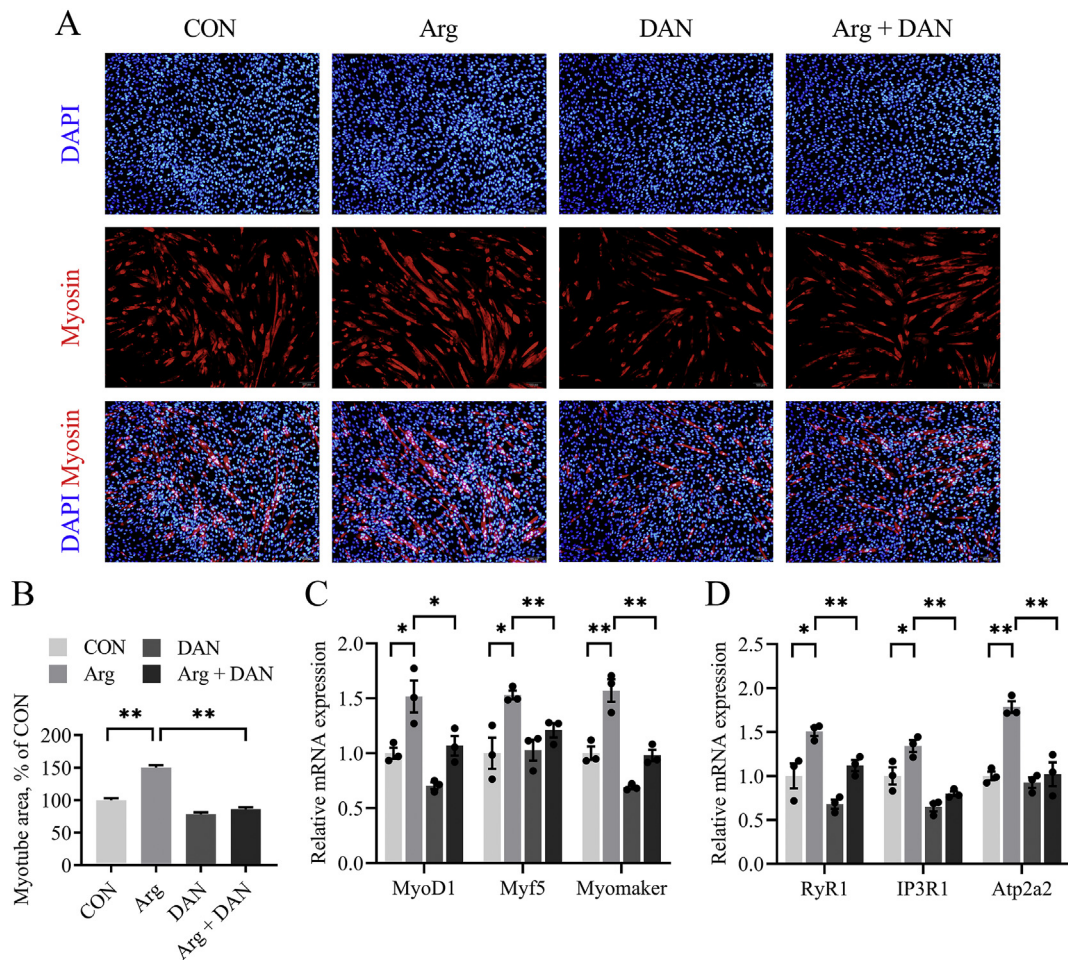 A
CON Arg DAN Arg + DAN
DAPI
Myosin
DAPI Myosin
B
CON DAN
Arg Arg + DAN
Myotube area, % of CON
** **
200
150
100
50
0
CON Arg DAN Arg + DAN
C
Relative mRNA expression
* **  **
* * **
2.0
1.5
1.0
0.5
0.0
MyoD1 Myf5 Myomaker
D
Relative mRNA expression
** ** **
* * **
2.5
2.0
1.5
1.0
0.5
0.0
RyR1 IP3R1 Atp2a2